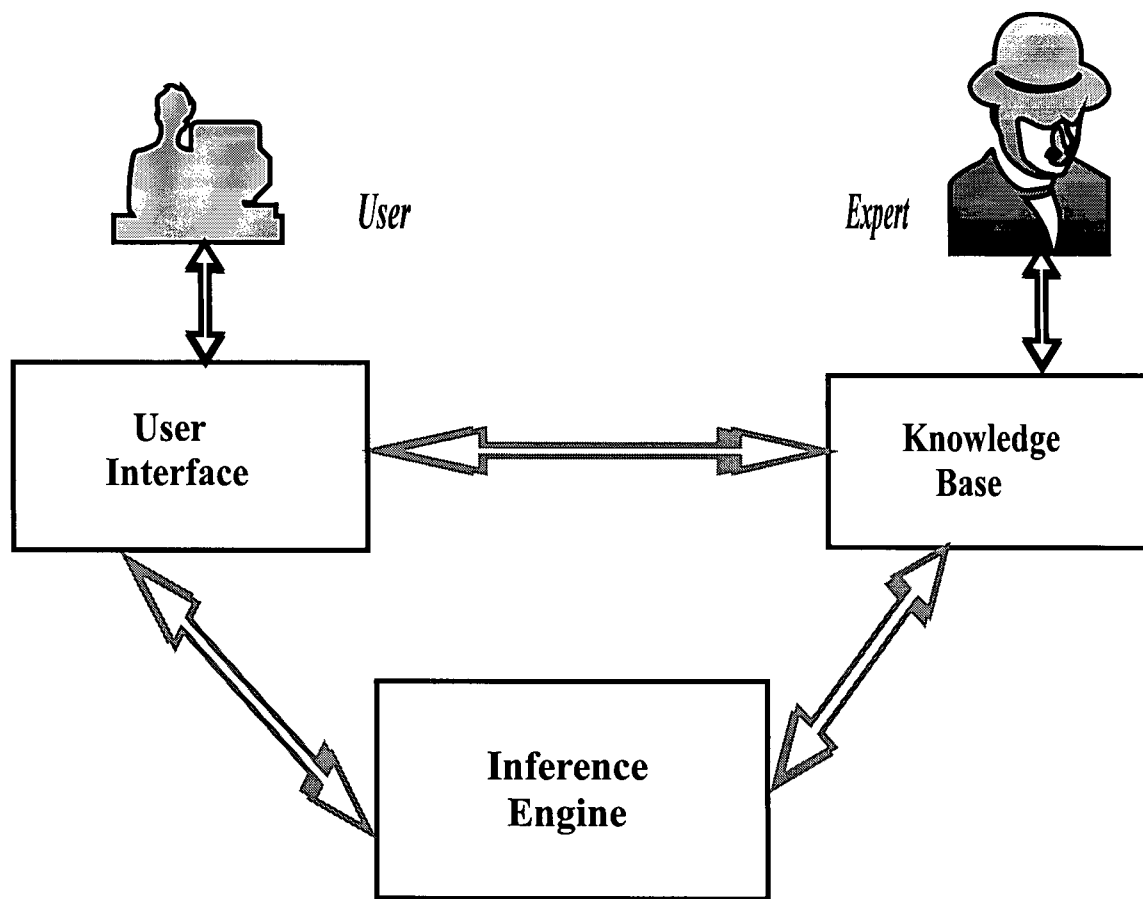 User
Expert
User
Interface
Knowledge
Base
Inference
Engine